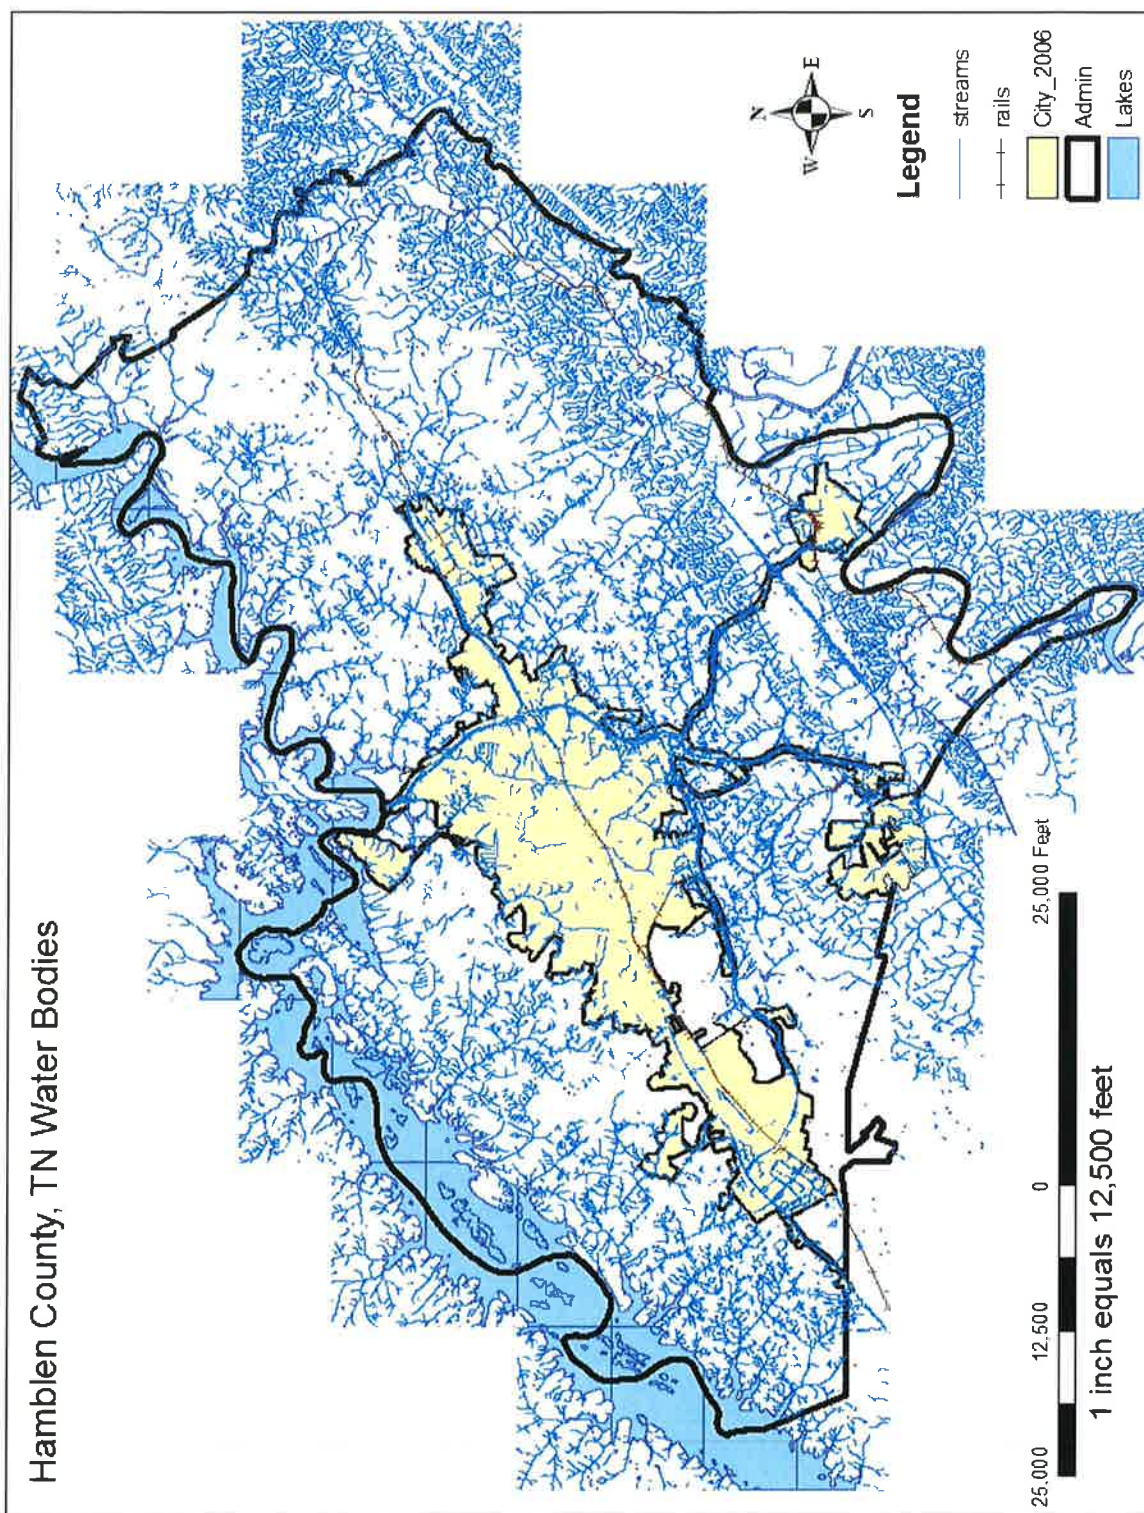 Hamblen County, TN Water Bodies
N
W
E
S
Legend
streams
rails
City_2006
Admin
Lakes
25,000
12,500
0
25,000 Feet
1 inch equals 12,500 feet